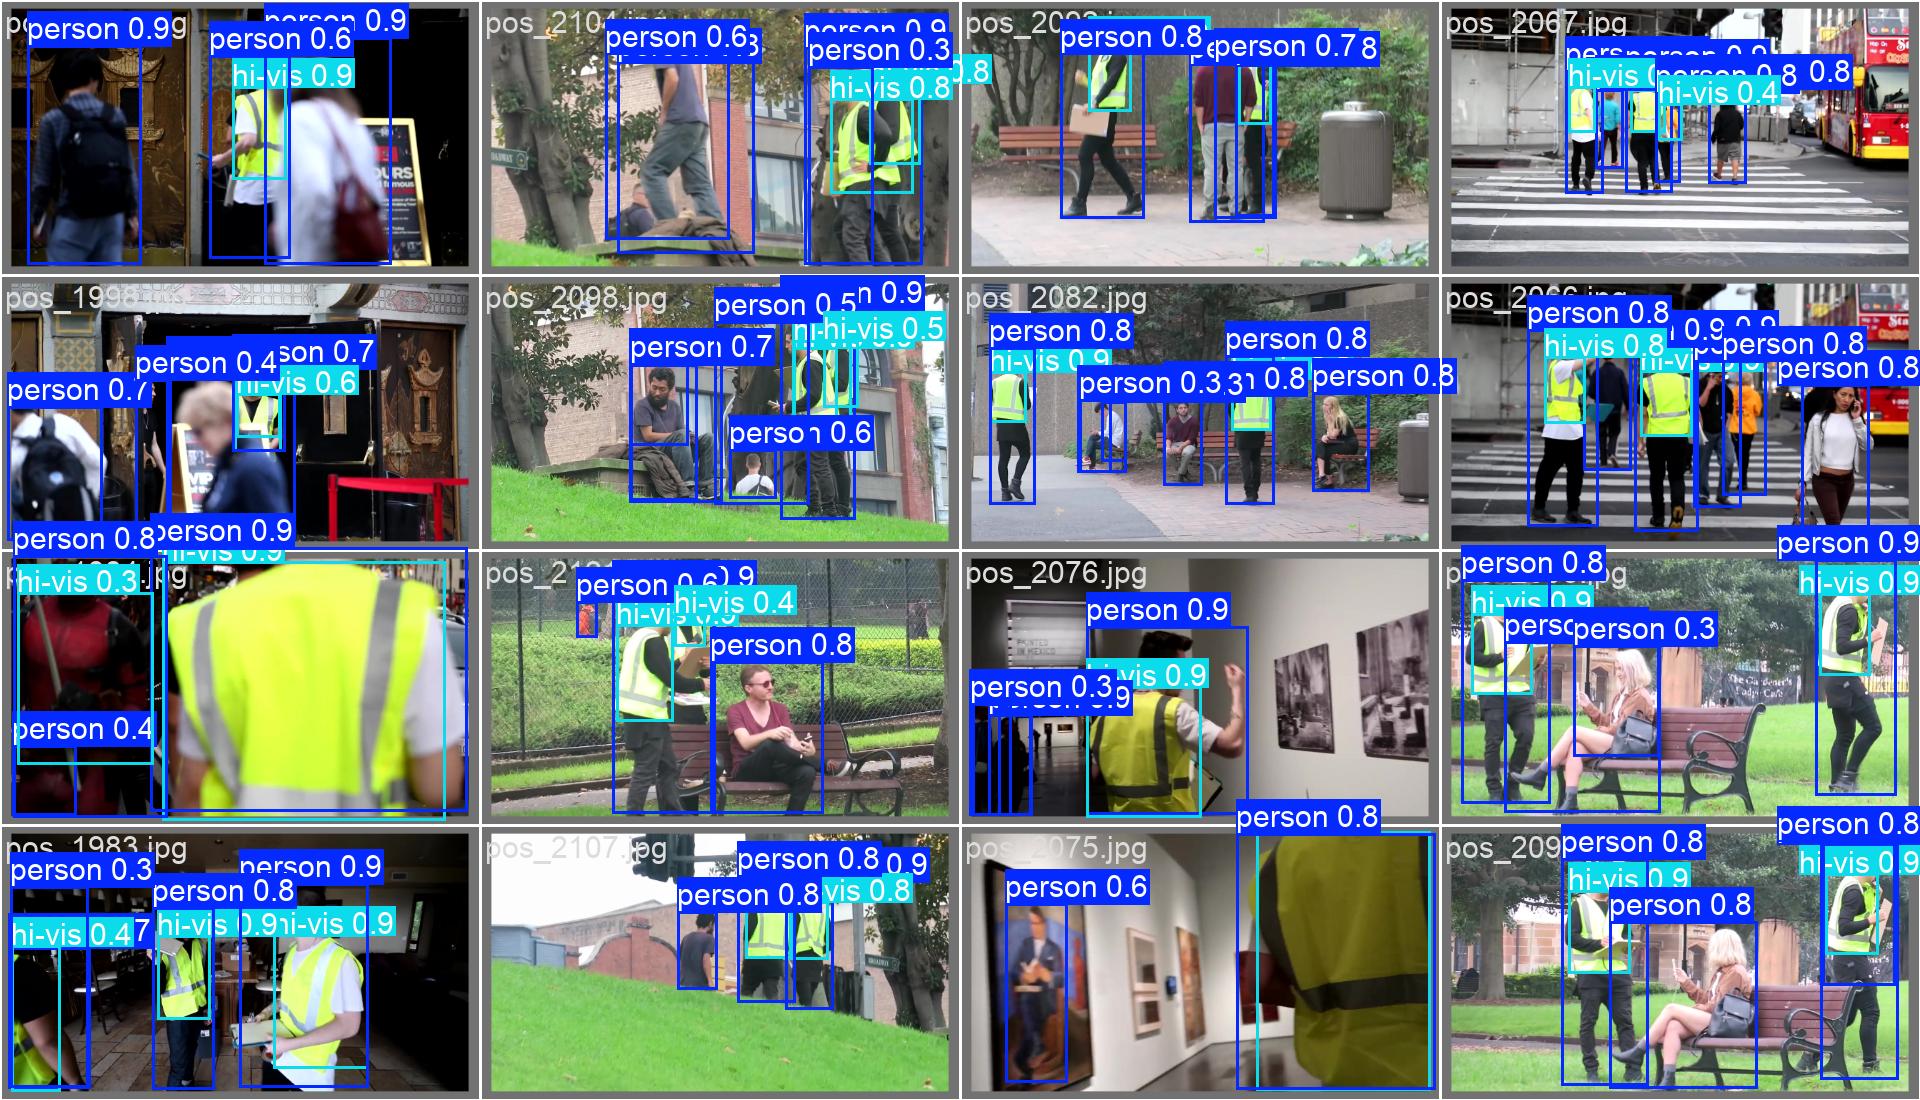 person 0.99
person 0.6
person 0.9
hi-vis 0.9
pos_2104.jpg
person 0.6
person 0.3
hi-vis 0.8
0.8
person 0.8
person 0.7
8
pos_2067.jpg
person 0.9
hi-vis
0.8
0.8
hi-vis 0.4
pos_1998
person 0.7
person 0.4
person 0.7
hi-vis 0.6
pos_2098.jpg
person 0.7
person 0.5
0.9
hi-vis 0.5
person 0.6
pos_2082.jpg
person 0.8
hi-vis 0.9
person 0.3
person 0.8
0.8
person 0.8
person 0.8
hi-vis 0.8
0.9
hi-vis
person 0.8
person 0.8
person 0.8
person 0.9
hi-vis 0.3
hi-vis 0.9
person 0.4
person 0.6
0.9
hi-vis 0.4
person 0.8
pos_2076.jpg
PAINTED
IN MEXICO
person 0.9
hi-vis 0.9
person 0.3
person 0.8
hi-vis 0.9
person 0.3
person 0.9
hi-vis 0.9
The Gardener's
Lodge Cafe
pos_1983.jpg
person 0.3
hi-vis 0.4
person 0.8
hi-vis 0.9
person 0.9
hi-vis 0.9
pos_2107.jpg
person 0.8
person 0.8
0.9
vis 0.8
pos_2075.jpg
person 0.6
person 0.8
pos_209
person 0.8
hi-vis 0.9
person 0.8
person 0.8
hi-vis 0.9